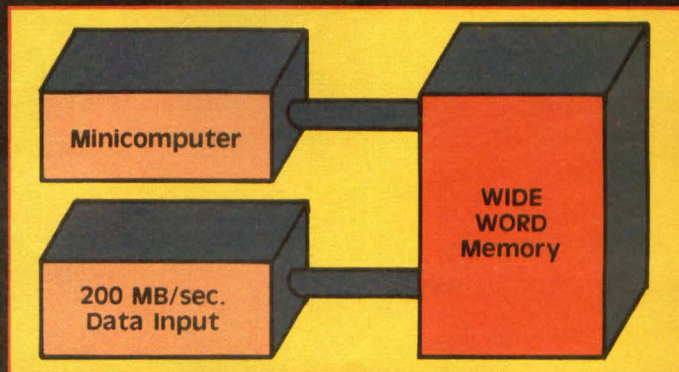 Minicomputer
200 MB/sec.
Data Input
WIDE
WORD
Memory